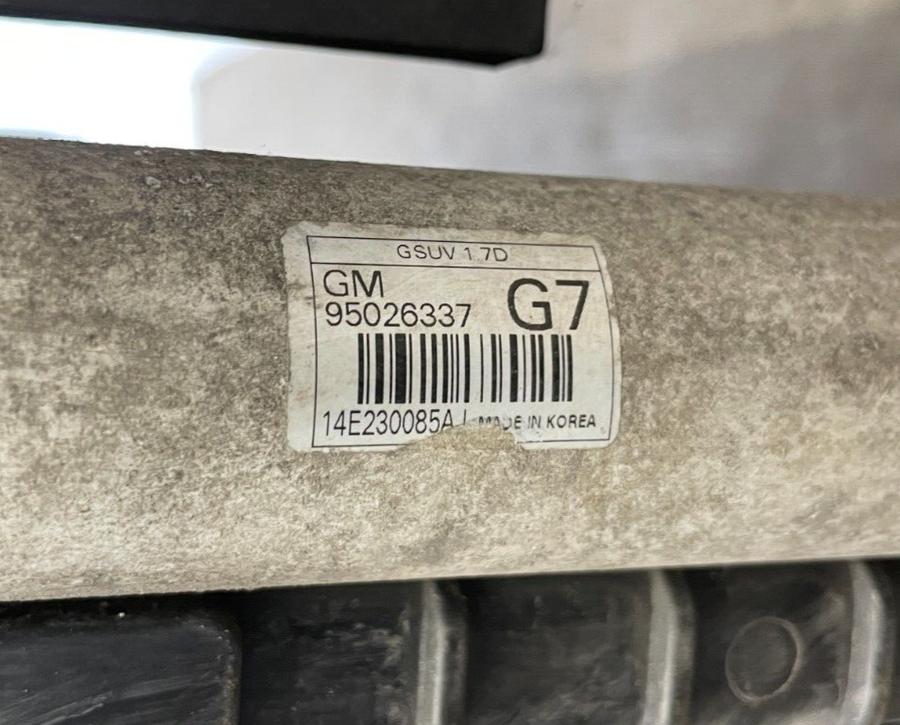 GSUV 1.7D
GM
95026337 G7
14E230085A MADE IN KOREA